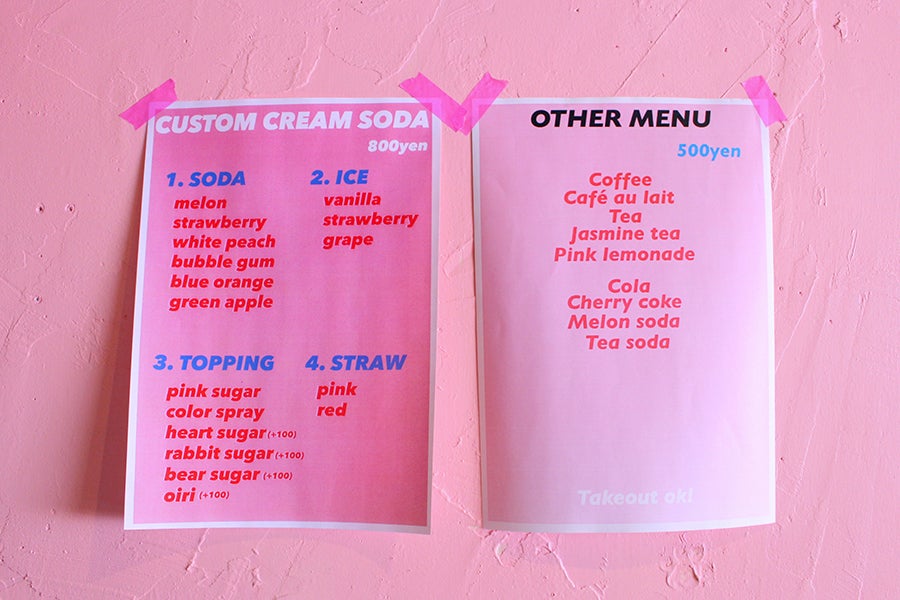 CUSTOM CREAM SODA
800yen
1. SODA
melon
strawberry
white peach
bubble gum
blue orange
green apple
2. ICE
vanilla
strawberry
grape
3. TOPPING
pink sugar
color spray
heart sugar (+100)
rabbit sugar (+100)
bear sugar (+100)
oiri (+100)
4. STRAW
pink
red
OTHER MENU
500yen
Coffee
Café au lait
Tea
Jasmine tea
Pink lemonade
Cola
Cherry coke
Melon soda
Tea soda
Takeout ok!